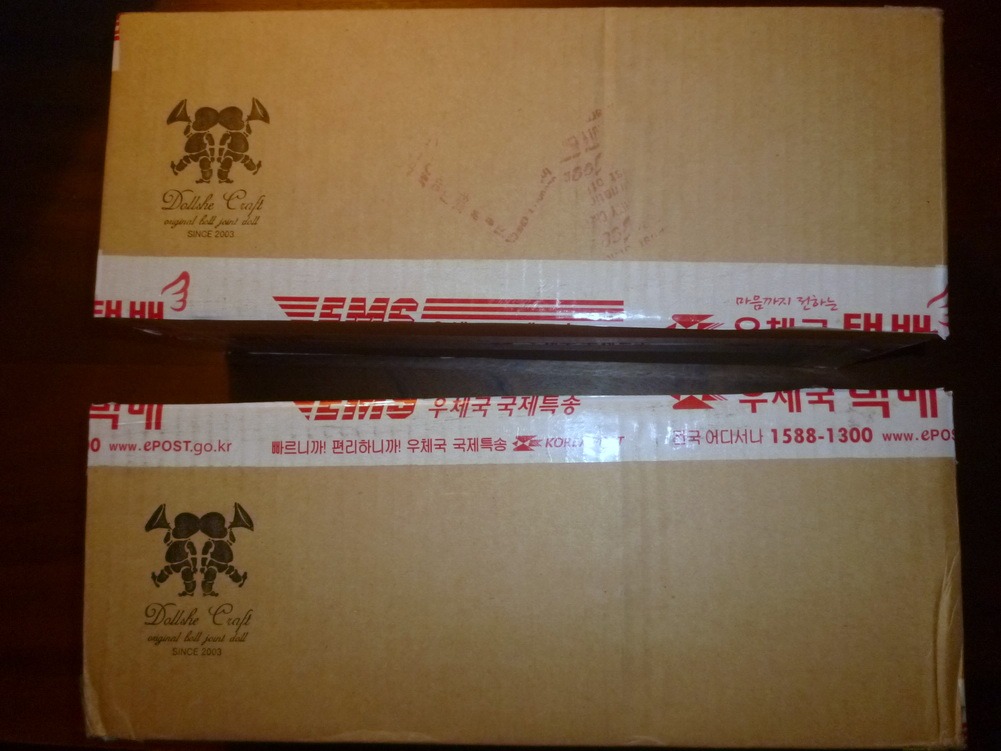 Dollshe Craft
original ball joint doll
SINCE 2003
택배
EMS
마음까지 전하는
우체국 택배
택배
EMS 우체국 국제특송
우체국 택배
00 www.ePOST.go.kr
빠르니까! 편리하니까! 우체국 국제특송 KOREA POST
전국 어디서나 1588-1300 www.ePOS
Dollshe Craft
original ball joint doll
SINCE 2003